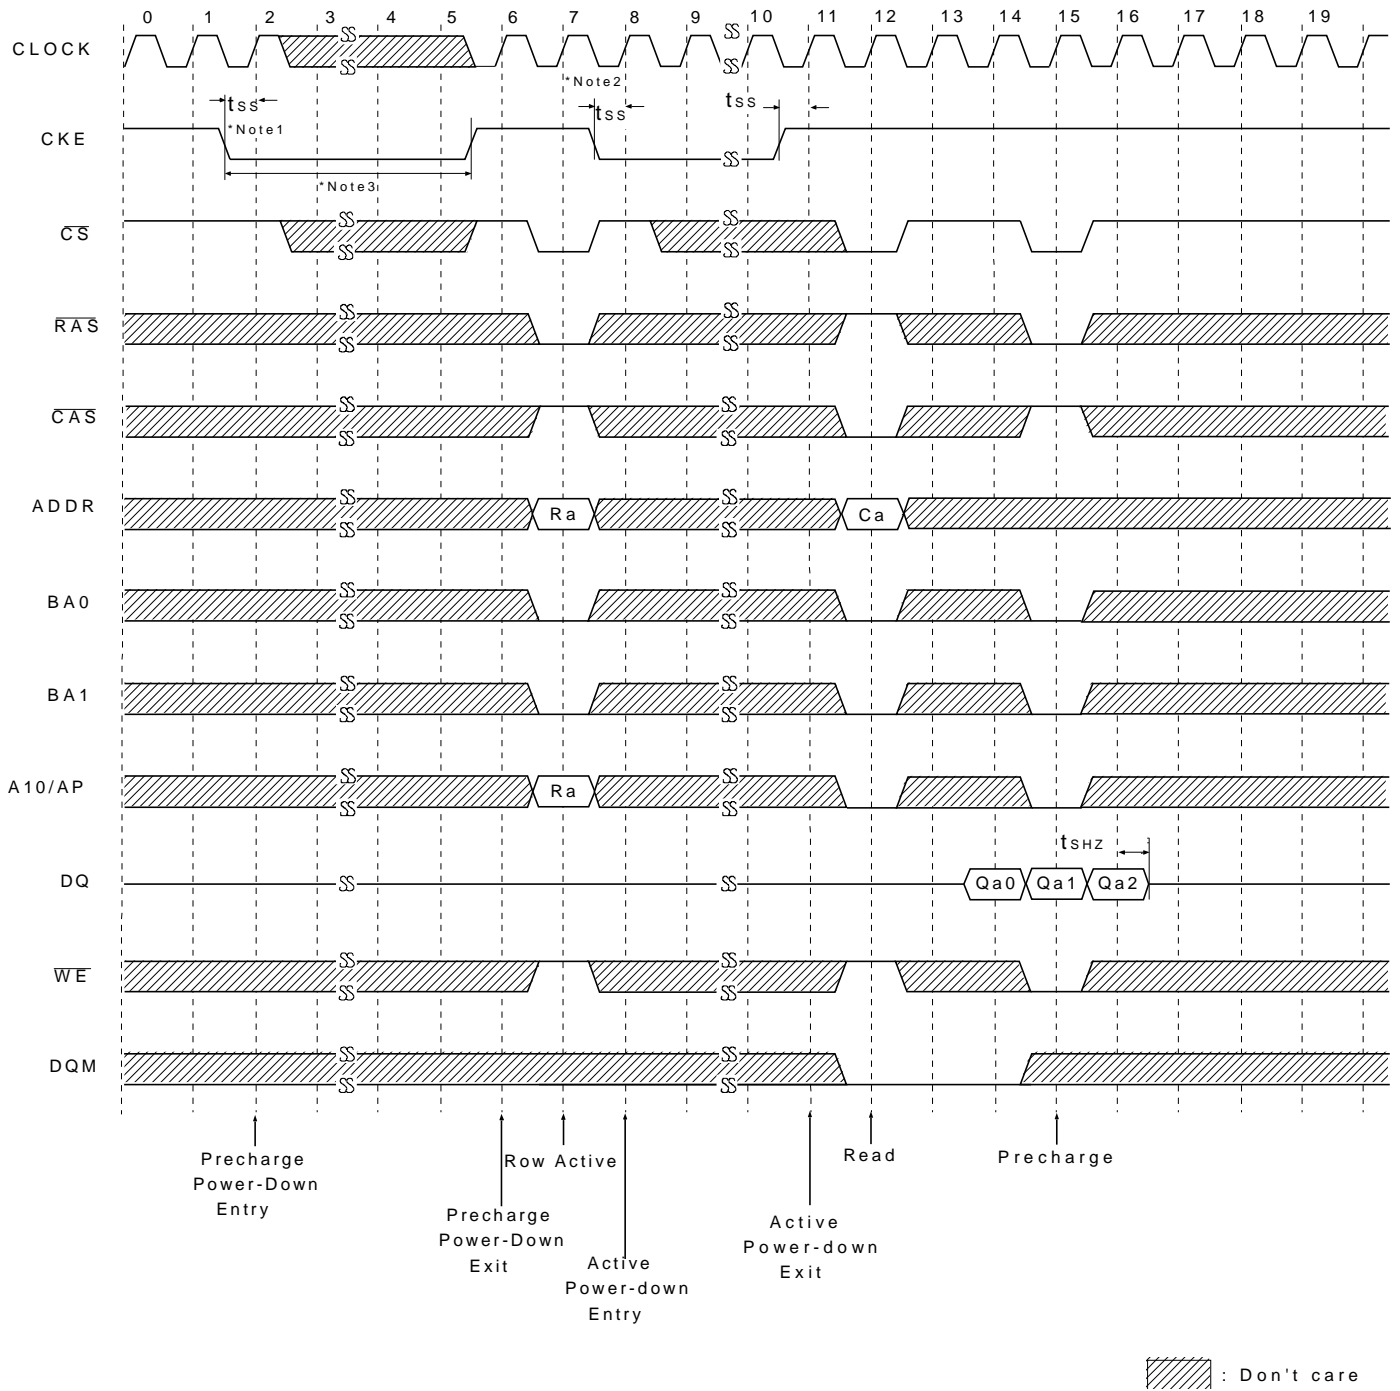 0 1 2 3 4 5 6 7 8 9 10 11 12 13 14 15 16 17 18 19
CLOCK
*Note2
tSS tSS tSS
*Note1
CKE
*Note3
CS
RAS
CAS
ADDR Ra Ca
BA0
BA1
A10/AP Ra
tSHZ
DQ Qa0 Qa1 Qa2
WE
DQM
Precharge
Power-Down
Entry
Row Active
Precharge
Power-Down
Exit
Active
Power-down
Entry
Active
Power-down
Exit
Read
Precharge
: Don't care